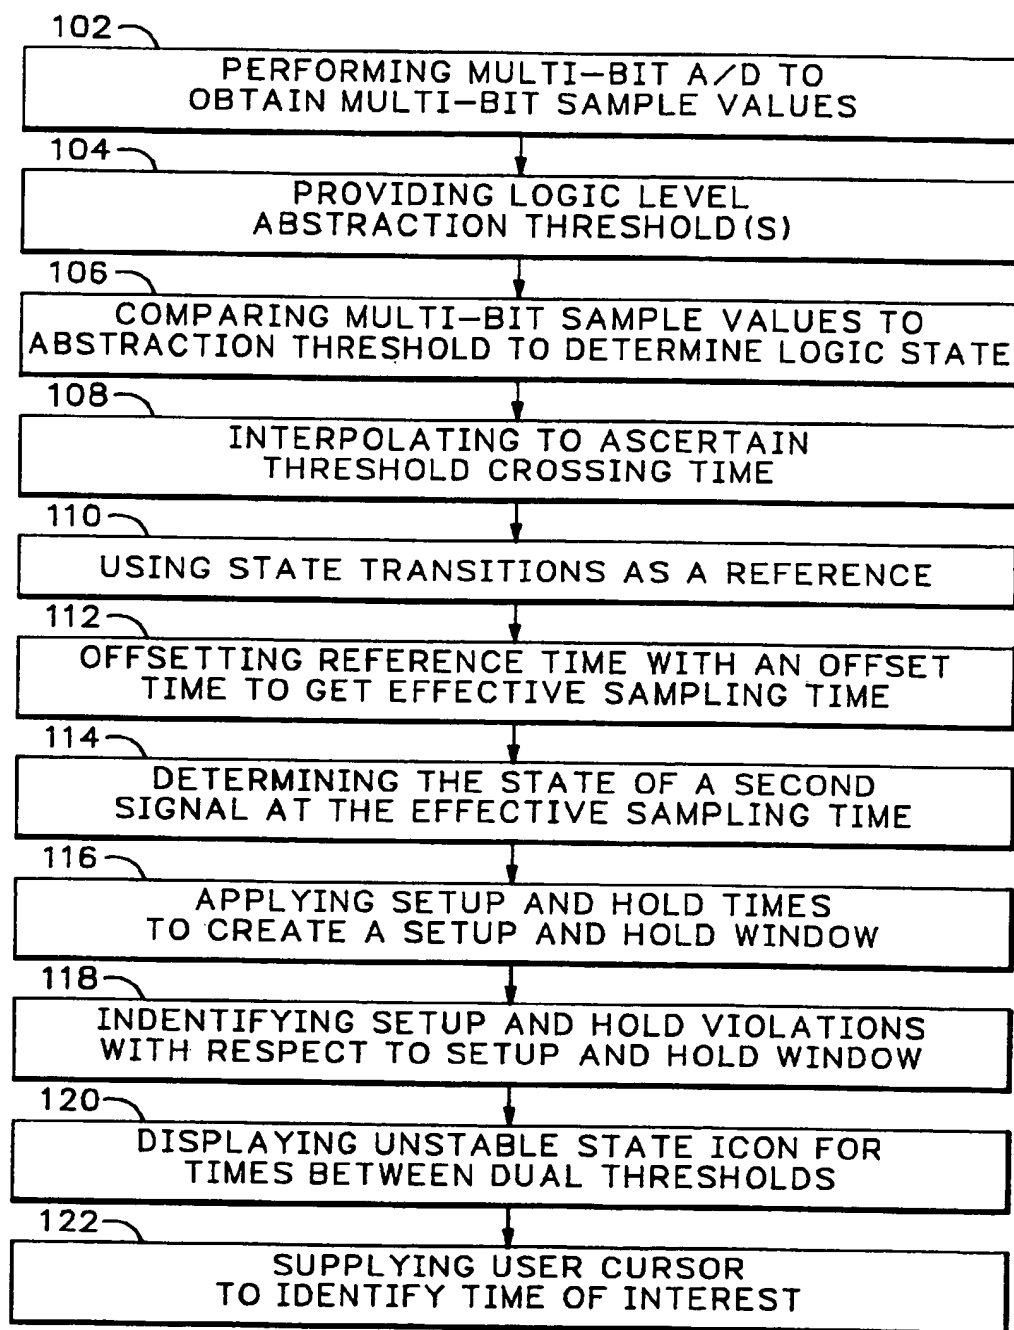 102
PERFORMING MULTI-BIT A/D TO
OBTAIN MULTI-BIT SAMPLE VALUES
104
PROVIDING LOGIC LEVEL
ABSTRACTION THRESHOLD(S)
106
COMPARING MULTI-BIT SAMPLE VALUES TO
ABSTRACTION THRESHOLD TO DETERMINE LOGIC STATE
108
INTERPOLATING TO ASCERTAIN
THRESHOLD CROSSING TIME
110
USING STATE TRANSITIONS AS A REFERENCE
112
OFFSETTING REFERENCE TIME WITH AN OFFSET
TIME TO GET EFFECTIVE SAMPLING TIME
114
DETERMINING THE STATE OF A SECOND
SIGNAL AT THE EFFECTIVE SAMPLING TIME
116
APPLYING SETUP AND HOLD TIMES
TO CREATE A SETUP AND HOLD WINDOW
118
INDENTIFYING SETUP AND HOLD VIOLATIONS
WITH RESPECT TO SETUP AND HOLD WINDOW
120
DISPLAYING UNSTABLE STATE ICON FOR
TIMES BETWEEN DUAL THRESHOLDS
122
SUPPLYING USER CURSOR
TO IDENTIFY TIME OF INTEREST